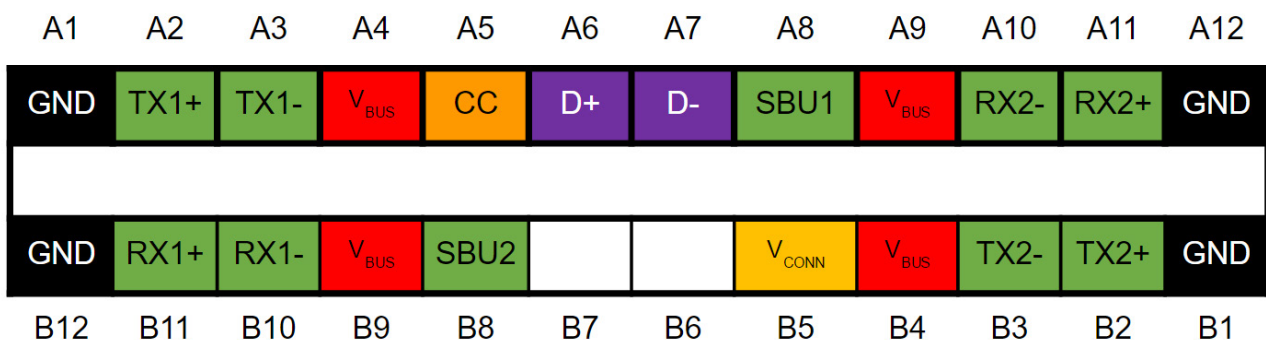 A1 A2 A3 A4 A5 A6 A7 A8 A9 A10 A11 A12
GND TX1+ TX1- VBUS CC D+ D- SBU1 VBUS RX2- RX2+ GND
GND RX1+ RX1- VBUS SBU2 VCONN VBUS TX2- TX2+ GND
B12 B11 B10 B9 B8 B7 B6 B5 B4 B3 B2 B1